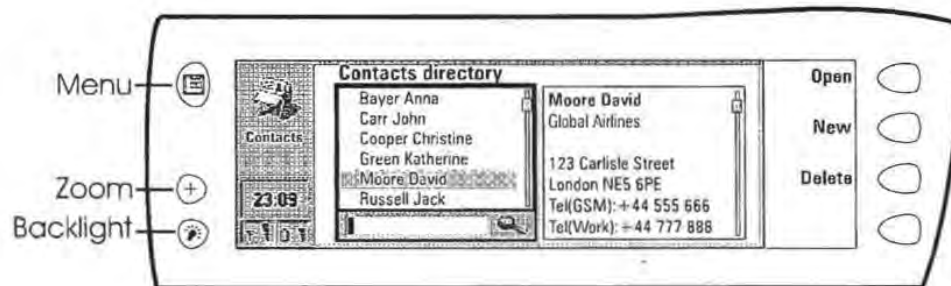 Menu
Zoom
Backlight
Contacts
23:09
Contacts directory
Bayer Anna
Carr John
Cooper Christine
Green Katherine
Moore David
Russell Jack
Moore David
Global Airlines
123 Carlisle Street
London NE5 6PE
Tel(GSM): +44 555 666
Tel(Work): +44 777 888
Open
New
Delete